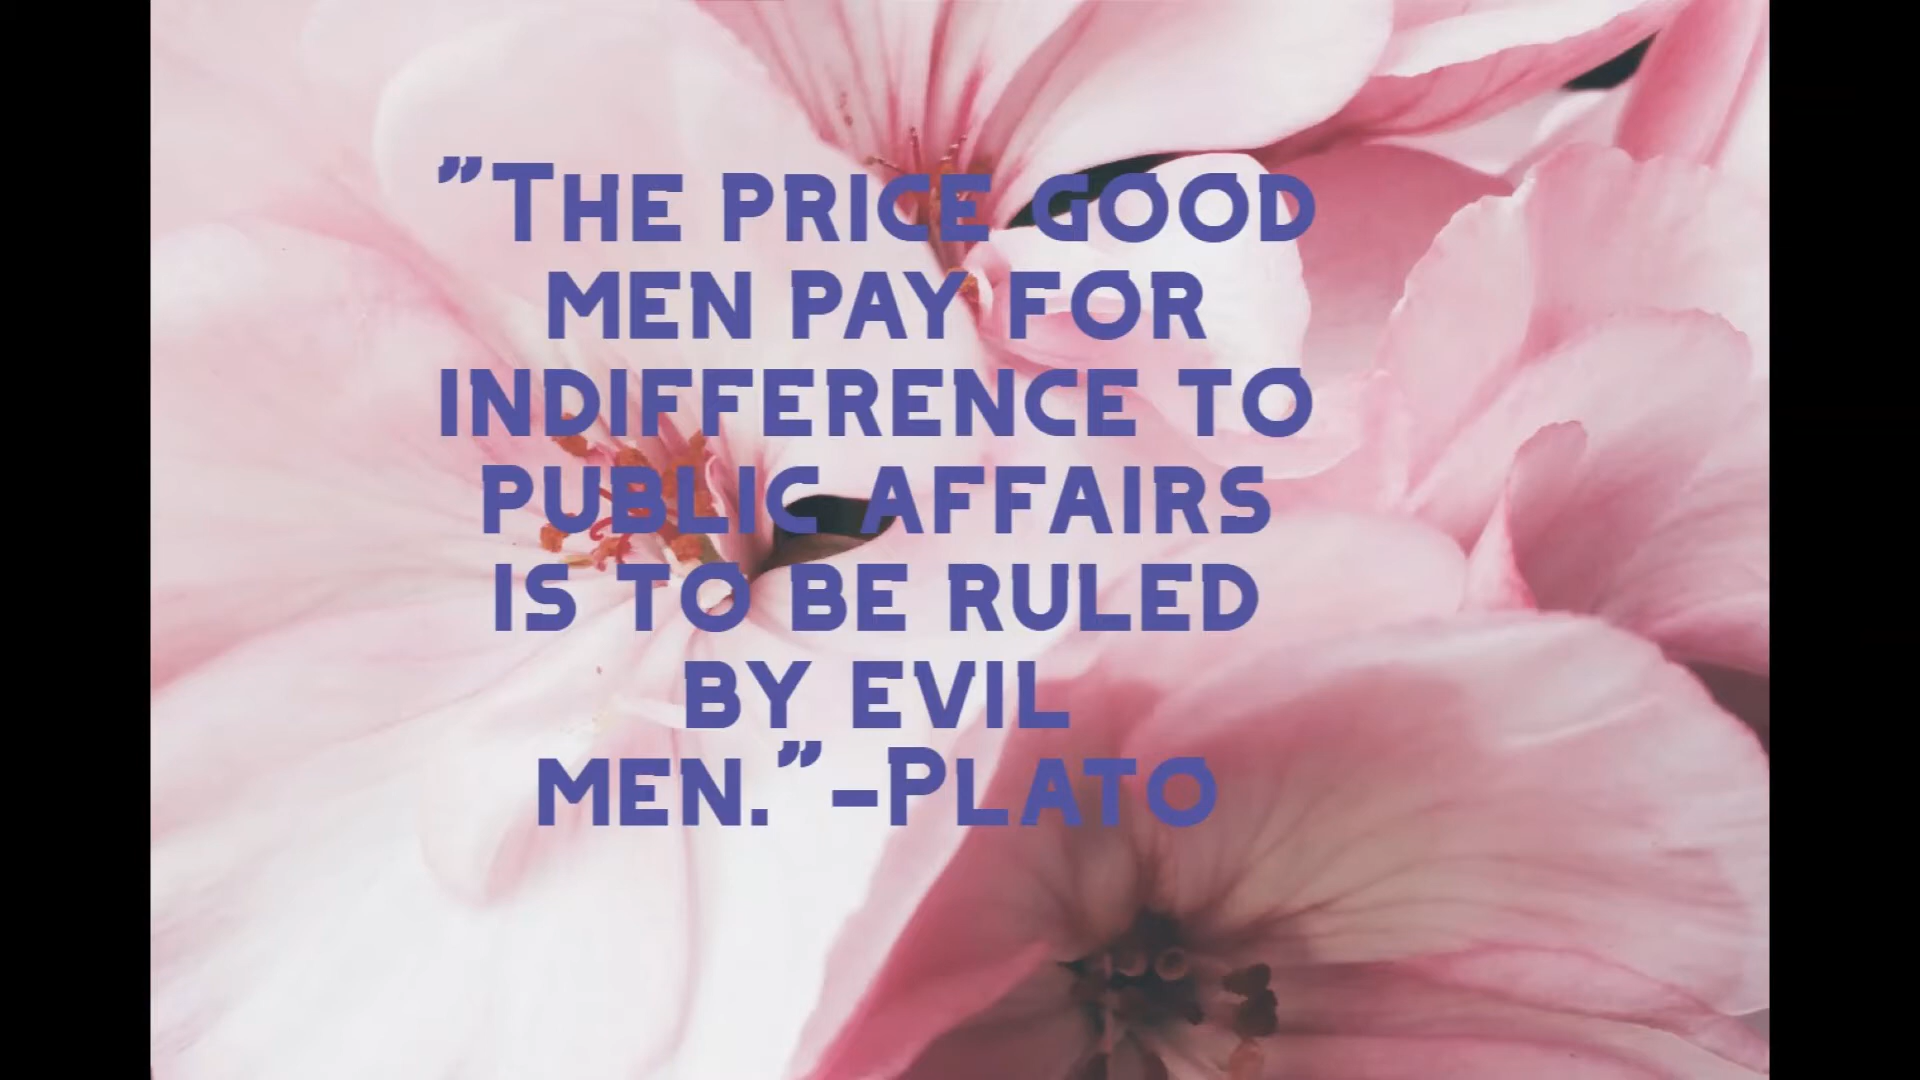 "The price good
men pay for
indifference to
public affairs
is to be ruled
by evil
men."-Plato